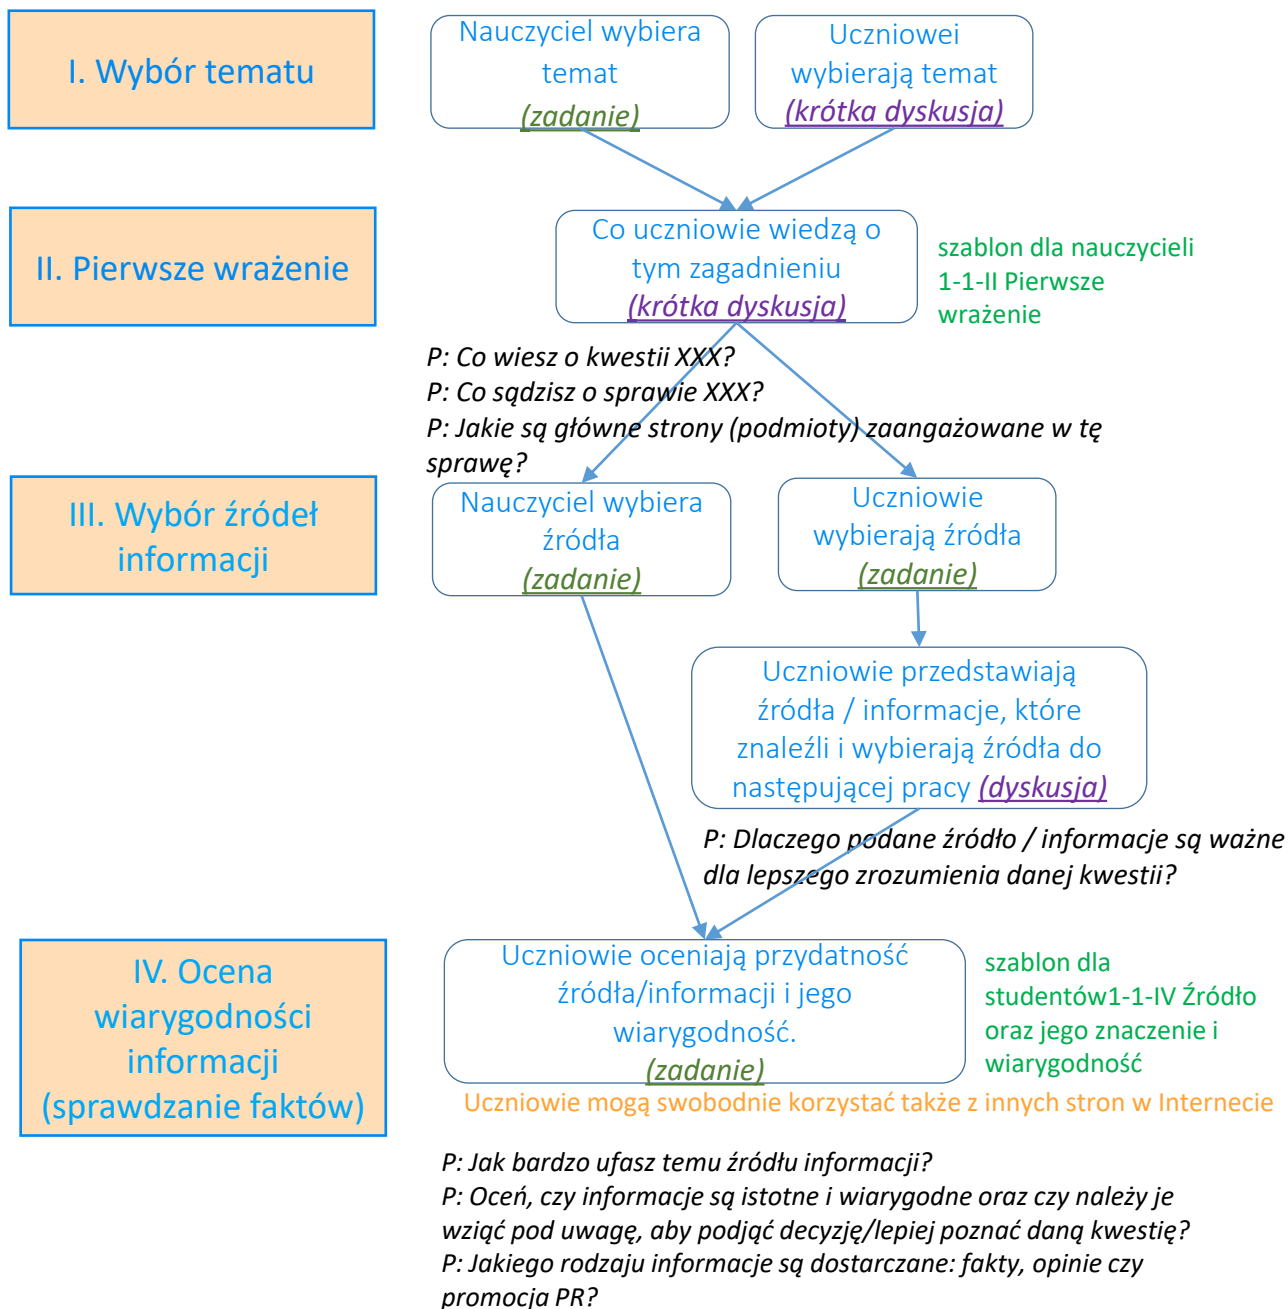 I. Wybór tematu
Nauczyciel wybiera
temat
(zadanie)
Uczniowei
wybierają temat
(krótka dyskusja)
II. Pierwsze wrażenie
Co uczniowie wiedzą o
tym zagadnieniu
(krótka dyskusja)
szablon dla nauczycieli
1-1-II Pierwsze
wrażenie
P: Co wiesz o kwestii XXX?
P: Co sądzisz o sprawie XXX?
P: Jakie są główne strony (podmioty) zaangażowane w tę
sprawę?
III. Wybór źródeł
informacji
Nauczyciel wybiera
źródła
(zadanie)
Uczniowie
wybierają źródła
(zadanie)
Uczniowie przedstawiają
źródła / informacje, które
znaleźli i wybierają źródła do
następującej pracy (dyskusja)
P: Dlaczego podane źródło / informacje są ważne
dla lepszego zrozumienia danej kwestii?
IV. Ocena
wiarygodności
informacji
(sprawdzanie faktów)
Uczniowie oceniają przydatność
źródła/informacji i jego
wiarygodność.
(zadanie)
szablon dla
studentów1-1-IV Źródło
oraz jego znaczenie i
wiarygodność
Uczniowie mogą swobodnie korzystać także z innych stron w Internecie
P: Jak bardzo ufasz temu źródłu informacji?
P: Oceń, czy informacje są istotne i wiarygodne oraz czy należy je
wziąć pod uwagę, aby podjąć decyzję/lepiej poznać daną kwestię?
P: Jakiego rodzaju informacje są dostarczane: fakty, opinie czy
promocja PR?